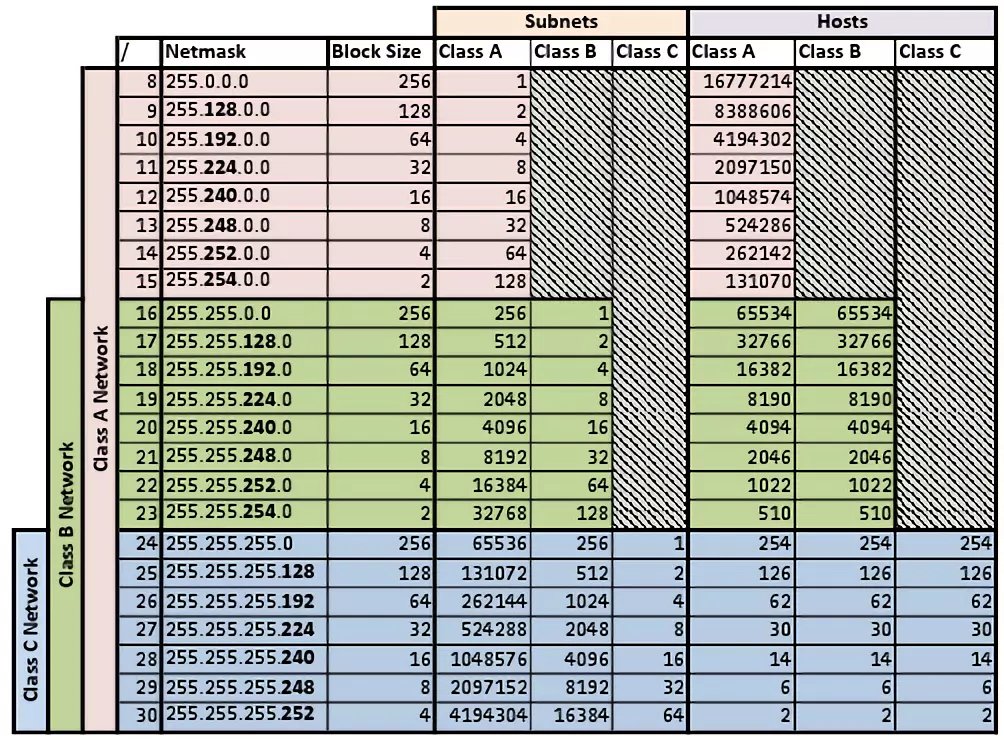 Subnets Hosts
/ Netmask Block Size Class A Class B Class C Class A Class B Class C
8 255.0.0.0 256 1 16777214
9 255.128.0.0 128 2 8388606
10 255.192.0.0 64 4 4194302
11 255.224.0.0 32 8 2097150
12 255.240.0.0 16 16 1048574
13 255.248.0.0 8 32 524286
14 255.252.0.0 4 64 262142
15 255.254.0.0 2 128 131070
16 255.255.0.0 256 256 1 65534 65534
17 255.255.128.0 128 512 2 32766 32766
18 255.255.192.0 64 1024 4 16382 16382
19 255.255.224.0 32 2048 8 8190 8190
20 255.255.240.0 16 4096 16 4094 4094
21 255.255.248.0 8 8192 32 2046 2046
22 255.255.252.0 4 16384 64 1022 1022
23 255.255.254.0 2 32768 128 510 510
24 255.255.255.0 256 65536 256 1 254 254 254
25 255.255.255.128 128 131072 512 2 126 126 126
26 255.255.255.192 64 262144 1024 4 62 62 62
27 255.255.255.224 32 524288 2048 8 30 30 30
28 255.255.255.240 16 1048576 4096 16 14 14 14
29 255.255.255.248 8 2097152 8192 32 6 6 6
30 255.255.255.252 4 4194304 16384 64 2 2 2
Class A Network
Class B Network
Class C Network